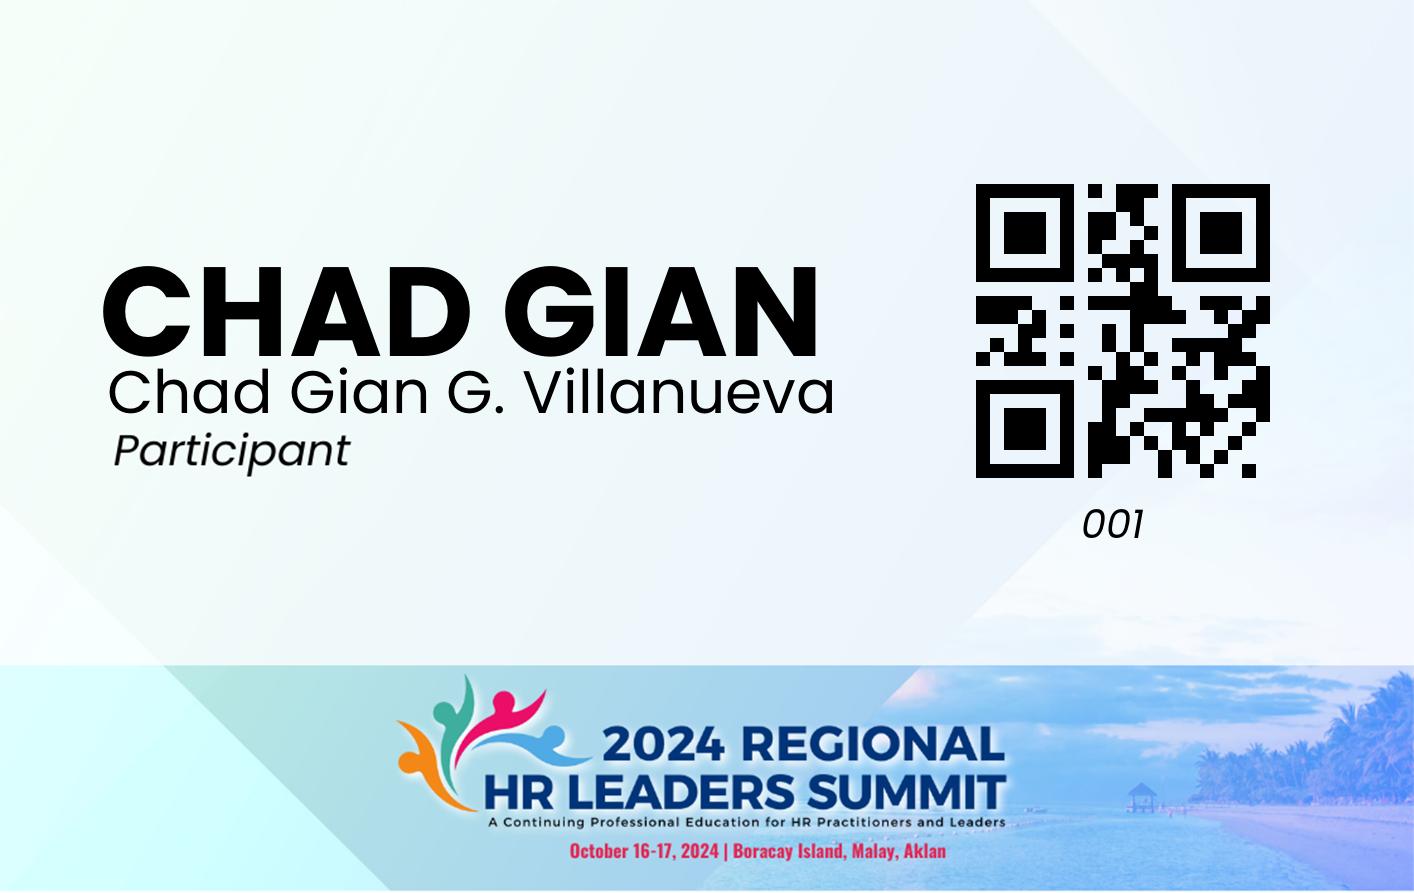 CHAD GIAN
Chad Gian G. Villanueva
Participant
001
2024 REGIONAL
HR LEADERS SUMMIT
A Continuing Professional Education for HR Practitioners and Leaders
October 16-17, 2024 | Boracay Island, Malay, Aklan